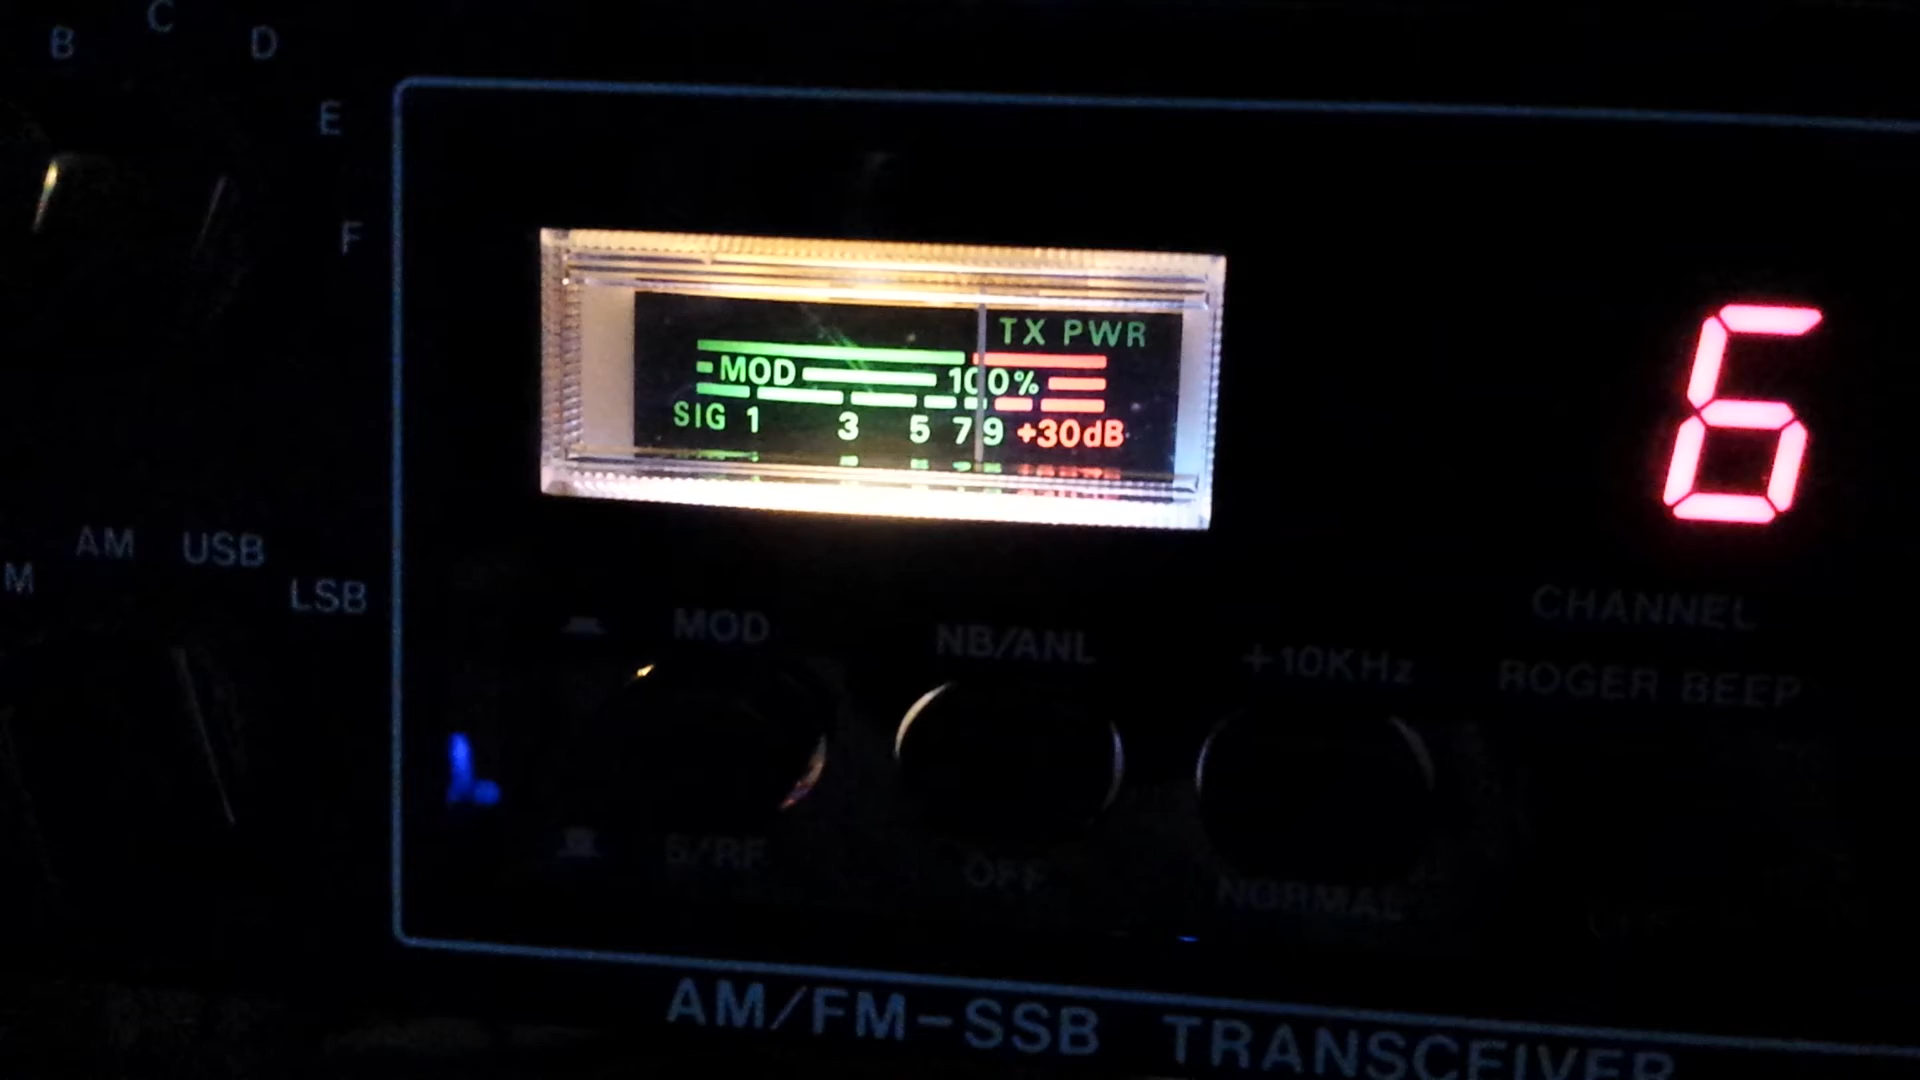 B C D
E
F
TX PWR
MOD 100%
SIG 1 3 5 7 9 +30dB
6
M AM USB LSB
CHANNEL
MOD NB/ANL +10KHz ROGER BEEP
S/RF OFF NORMAL
AM/FM-SSB TRANSCEIVER